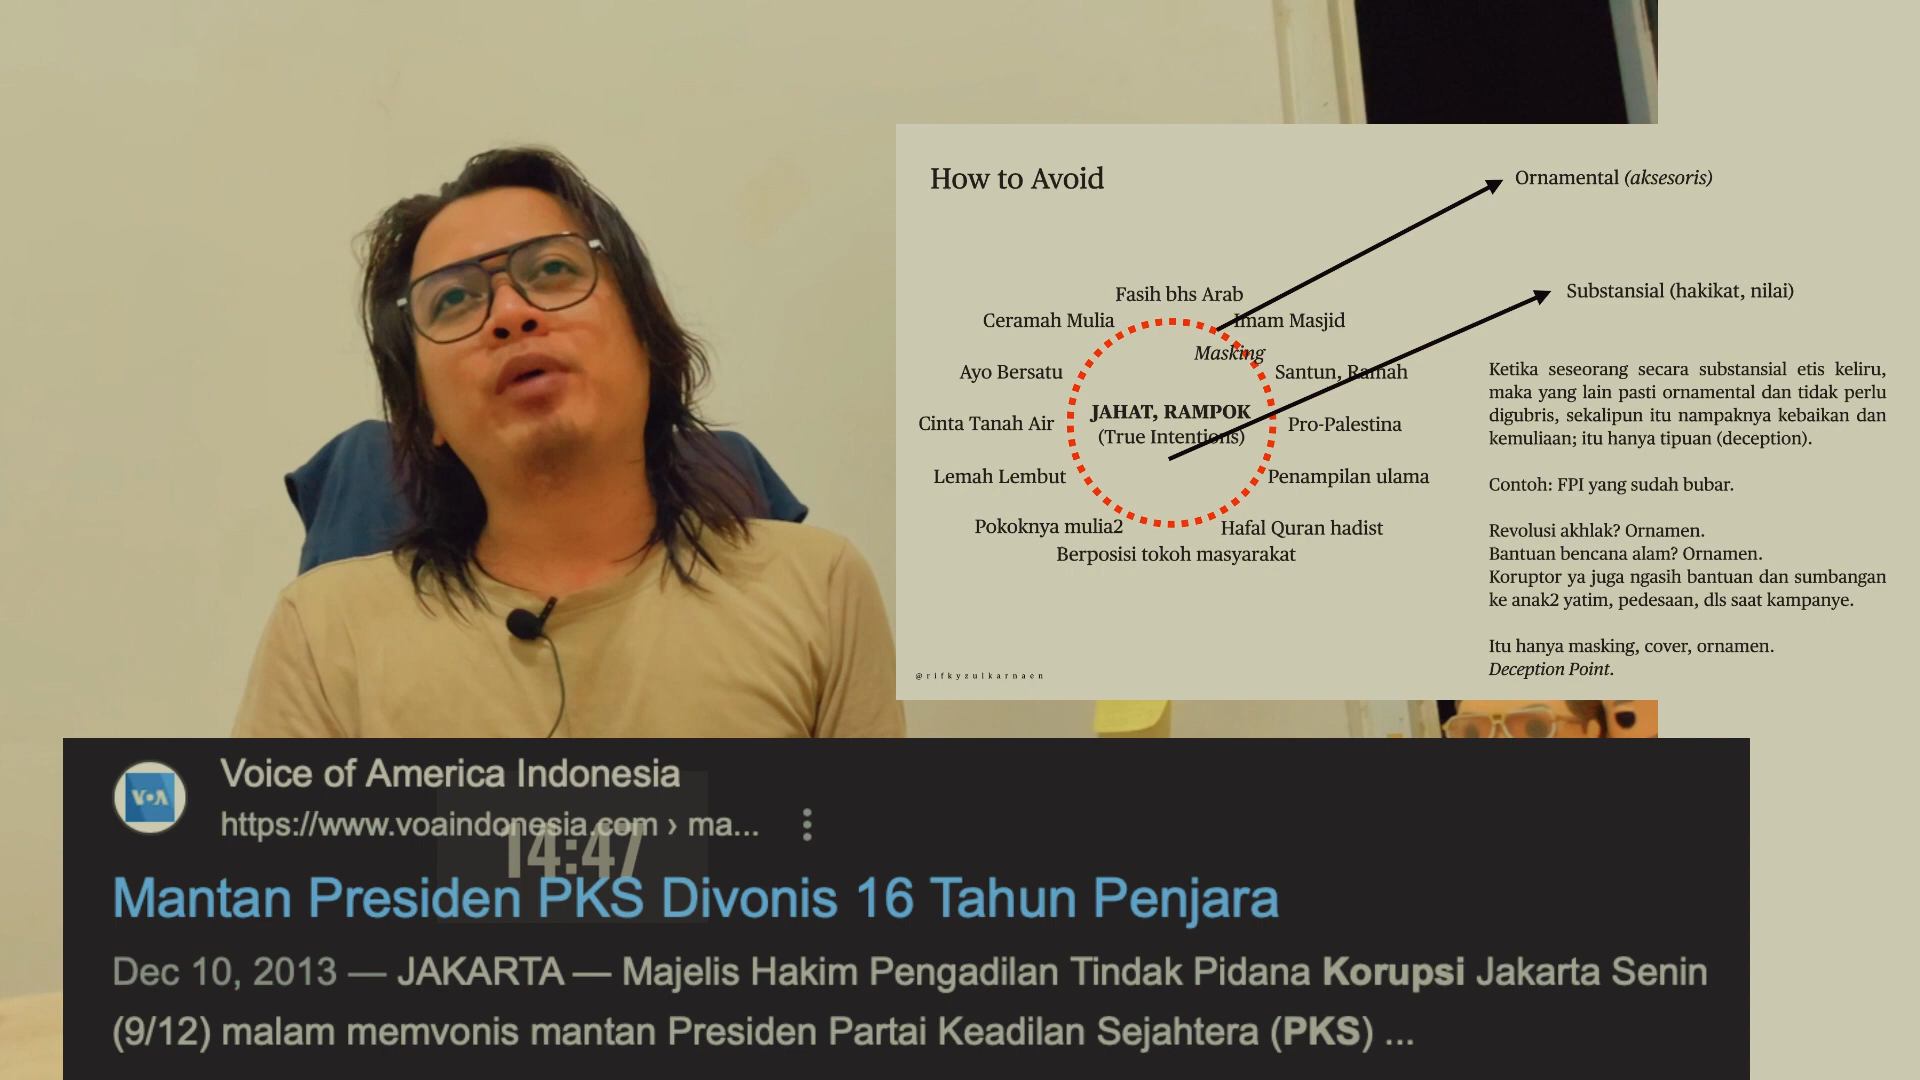 How to Avoid
Ornamental (aksesoris)
Substansial (hakikat, nilai)
Fasih bhs Arab
Ceramah Mulia
Imam Masjid
Masking
Ayo Bersatu
Santun, Ramah
JAHAT, RAMPOK
(True Intentions)
Cinta Tanah Air
Pro-Palestina
Lemah Lembut
Penampilan ulama
Pokoknya mulia2
Hafal Quran hadist
Berposisi tokoh masyarakat
Ketika seseorang secara substansial etis keliru,
maka yang lain pasti ornamental dan tidak perlu
digubris, sekalipun itu nampaknya kebaikan dan
kemuliaan; itu hanya tipuan (deception).
Contoh: FPI yang sudah bubar.
Revolusi akhlak? Ornamen.
Bantuan bencana alam? Ornamen.
Koruptor ya juga ngasih bantuan dan sumbangan
ke anak2 yatim, pedesaan, dls saat kampanye.
Itu hanya masking, cover, ornamen.
Deception Point.
@rifkyzulkarnaen
VOA
Voice of America Indonesia
https://www.voaindonesia.com › ma...
14:47
Mantan Presiden PKS Divonis 16 Tahun Penjara
Dec 10, 2013 — JAKARTA — Majelis Hakim Pengadilan Tindak Pidana Korupsi Jakarta Senin
(9/12) malam memvonis mantan Presiden Partai Keadilan Sejahtera (PKS) ...